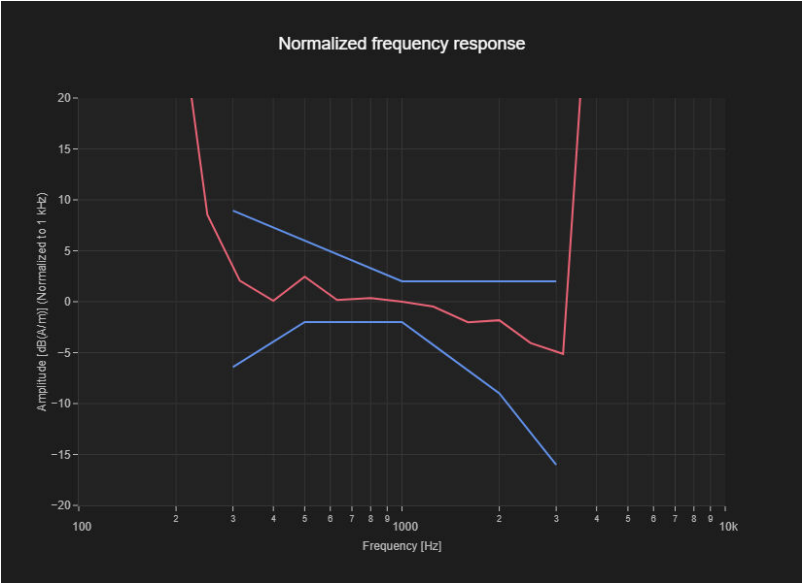 Normalized frequency response
Amplitude [dB(A/m)] (Normalized to 1 kHz)
20
15
10
5
0
−5
−10
−15
−20
100 2 3 4 5 6 7 8 9 1000 2 3 4 5 6 7 8 9 10k
Frequency [Hz]